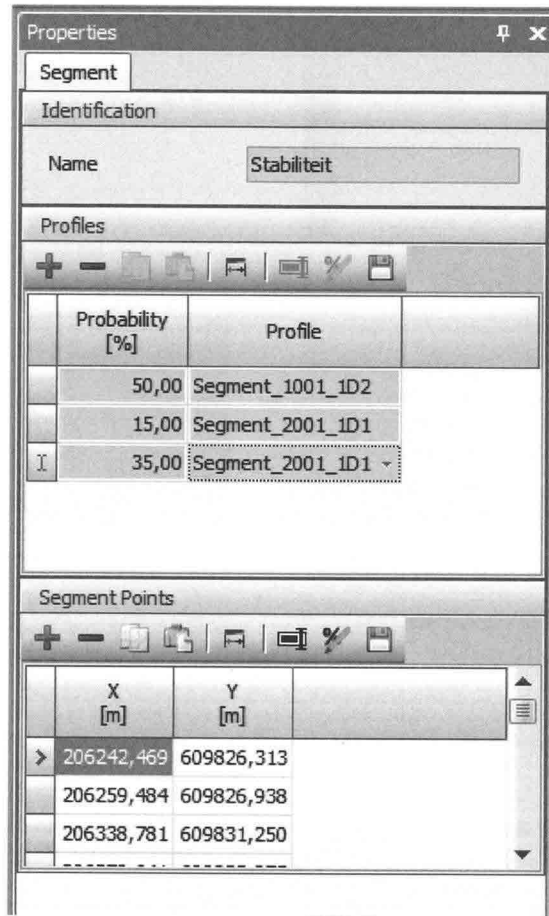 Properties
Segment
Identification
Name Stabiliteit
Profiles
Probability [%] Profile
50,00 Segment_1001_1D2
15,00 Segment_2001_1D1
35,00 Segment_2001_1D1
Segment Points
X [m] Y [m]
206242,469 609826,313
206259,484 609826,938
206338,781 609831,250